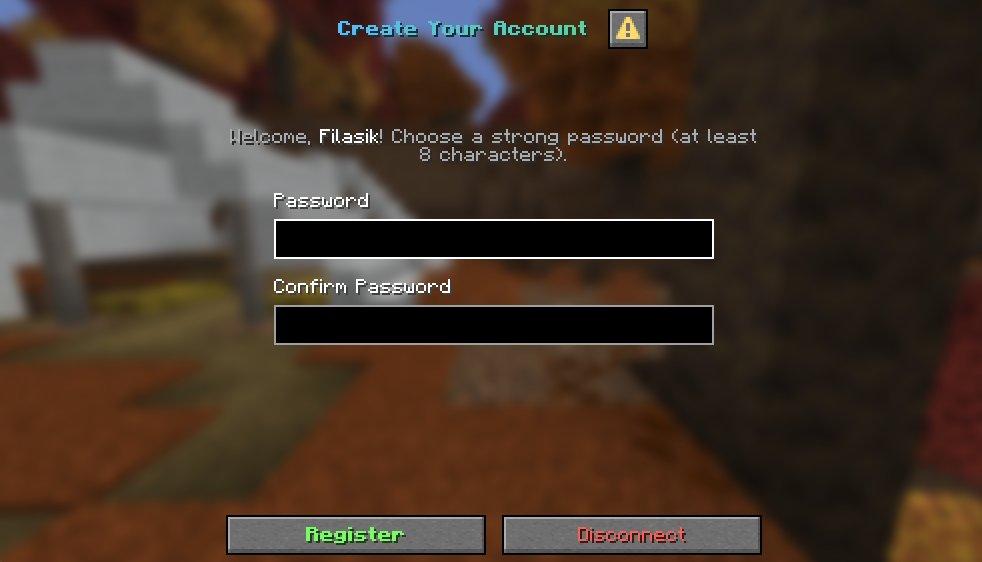 Create Your Account
Welcome, Filasik! Choose a strong password (at least
8 characters).
Password
Confirm Password
Register
Disconnect